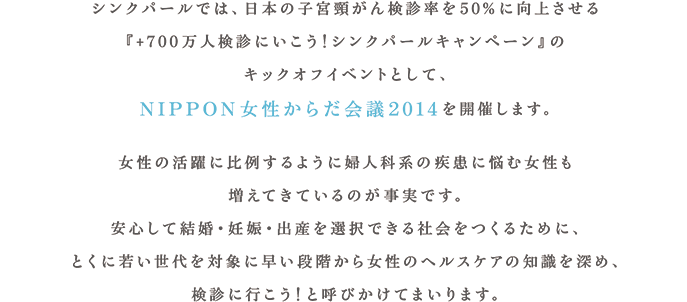 シンクパールでは、日本の子宮頸がん検診率を50%に向上させる
『+700万人検診にいこう！シンクパールキャンペーン』の
キックオフイベントとして、
NIPPON女性からだ会議2014を開催します。
女性の活躍に比例するように婦人科系の疾患に悩む女性も
増えてきているのが事実です。
安心して結婚・妊娠・出産を選択できる社会をつくるために、
とくに若い世代を対象に早い段階から女性のヘルスケアの知識を深め、
検診に行こう！と呼びかけてまいります。